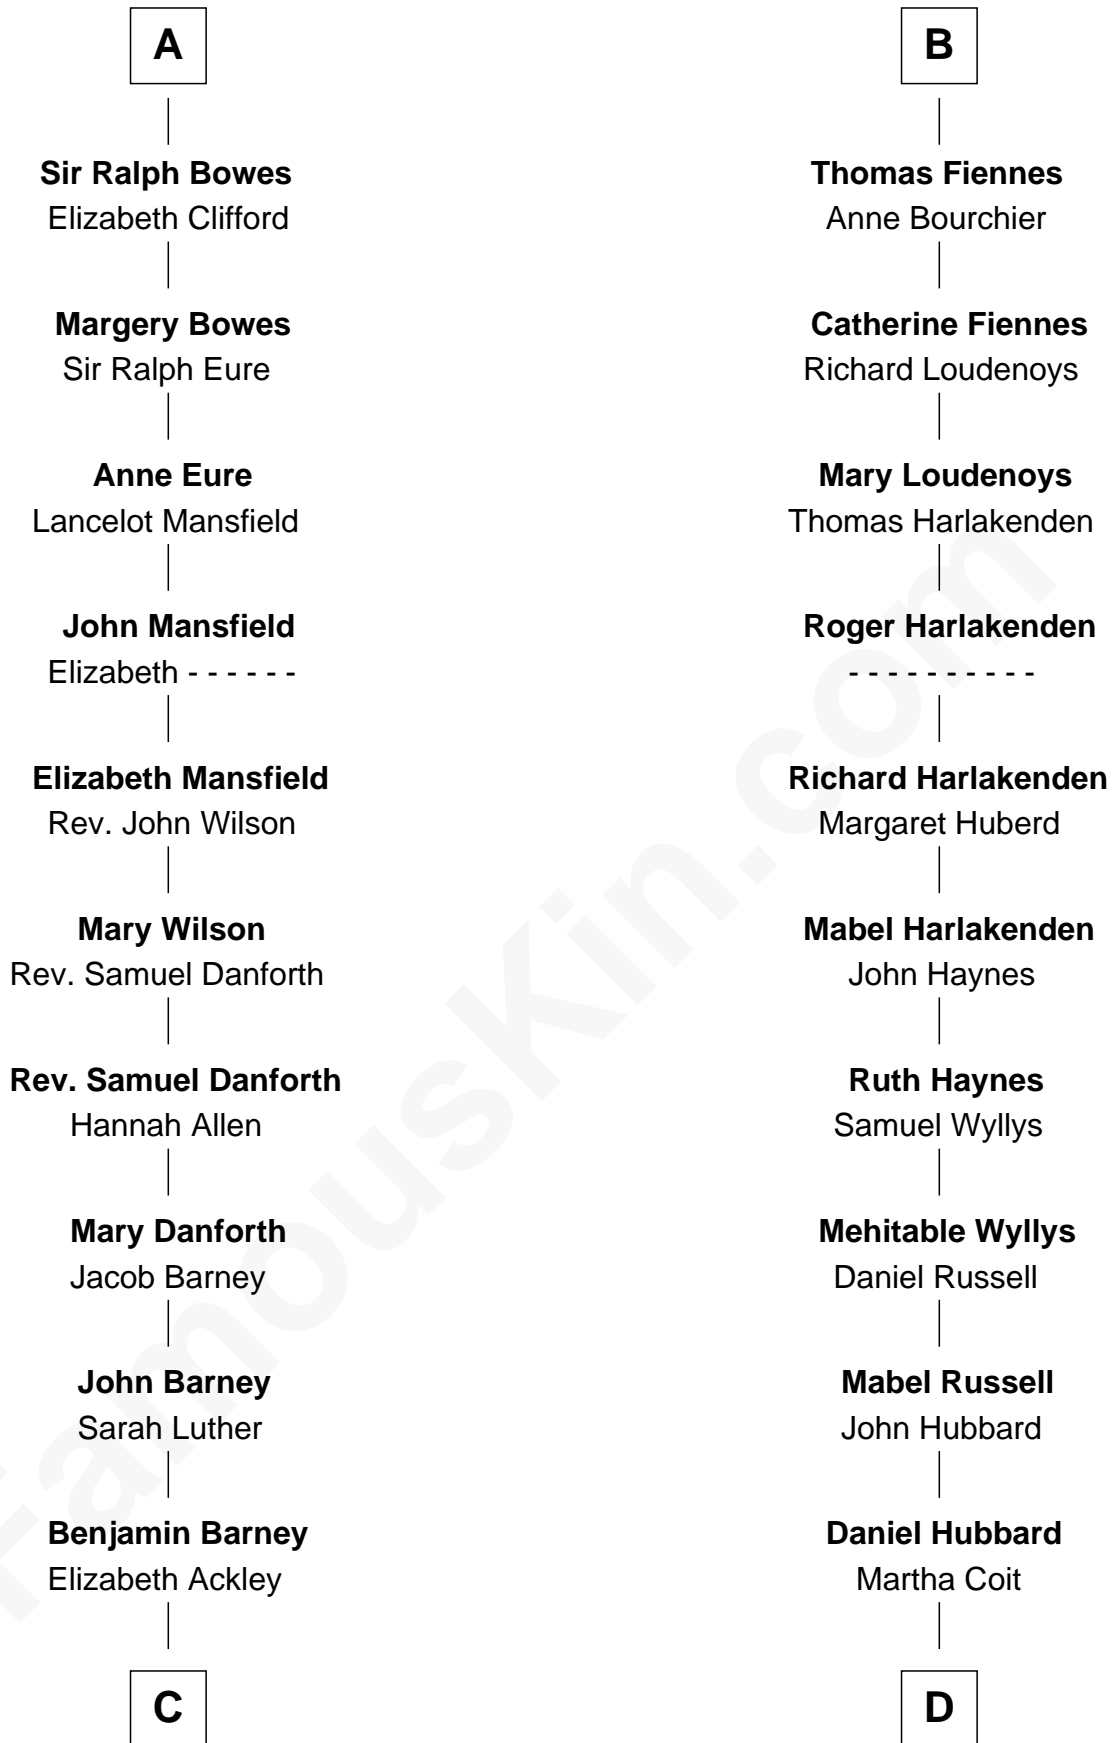 A
Sir Ralph Bowes
Elizabeth Clifford
Margery Bowes
Sir Ralph Eure
Anne Eure
Lancelot Mansfield
John Mansfield
Elizabeth - - - - - -
Elizabeth Mansfield
Rev. John Wilson
Mary Wilson
Rev. Samuel Danforth
Rev. Samuel Danforth
Hannah Allen
Mary Danforth
Jacob Barney
John Barney
Sarah Luther
Benjamin Barney
Elizabeth Ackley
C
B
Thomas Fiennes
Anne Bourchier
Catherine Fiennes
Richard Loudenoys
Mary Loudenoys
Thomas Harlakenden
Roger Harlakenden
- - - - - - - - - -
Richard Harlakenden
Margaret Huberd
Mabel Harlakenden
John Haynes
Ruth Haynes
Samuel Wyllys
Mehitable Wyllys
Daniel Russell
Mabel Russell
John Hubbard
Daniel Hubbard
Martha Coit
D
FamousKin.com